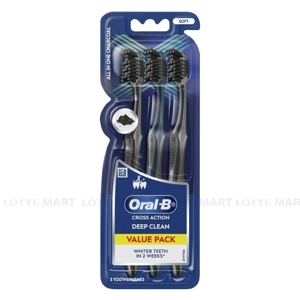 SOFT
ALL IN ONE CHARCOAL
Oral-B
CROSS ACTION
DEEP CLEAN
VALUE PACK
WHITER TEETH
IN 2 WEEKS*
3 TOOTHBRUSHES
LOTTE MART LOTTE MART LOTTE MART